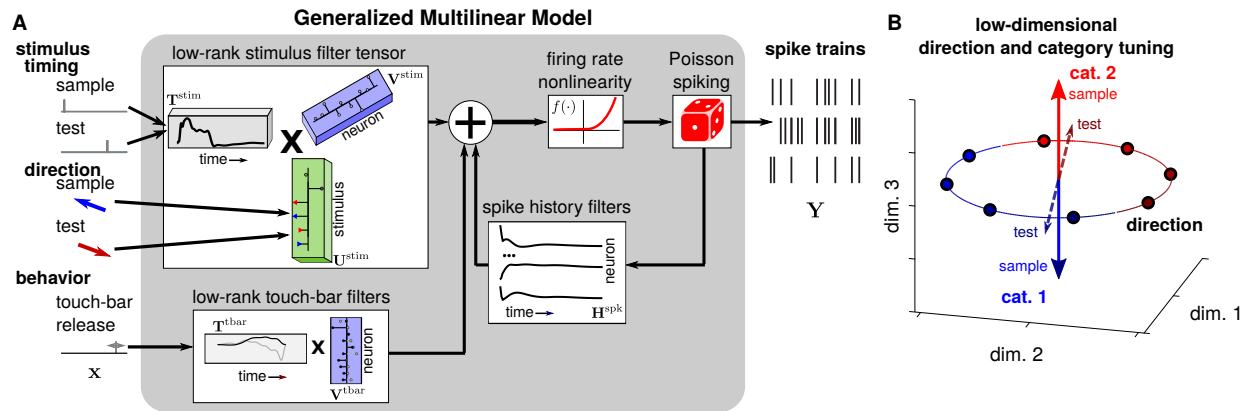 A
Generalized Multilinear Model
stimulus
timing
sample
test
direction
sample
test
behavior
touch-bar
release
x
low-rank stimulus filter tensor
T^stim
time
X
V^stim
neuron
stimulus
U^stim
low-rank touch-bar filters
T^tbar
time
X
neuron
V^tbar
+
firing rate
nonlinearity
f(·)
Poisson
spiking
spike history filters
...
neuron
time
H^spk
spike trains
Y
B
low-dimensional
direction and category tuning
cat. 2
sample
test
direction
test
sample
cat. 1
dim. 3
dim. 2
dim. 1